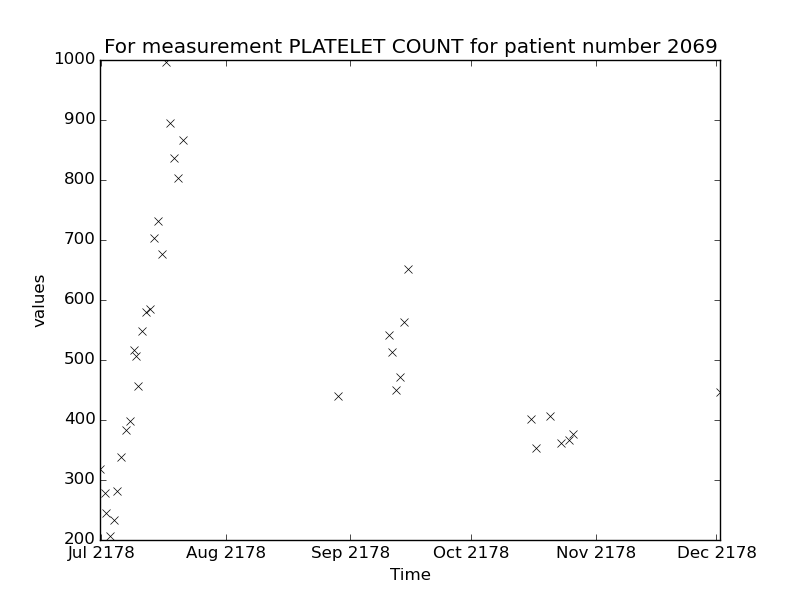 For measurement PLATELET COUNT for patient number 2069
1000
900
800
700
600
500
400
300
200
values
Jul 2178 Aug 2178 Sep 2178 Oct 2178 Nov 2178 Dec 2178
Time